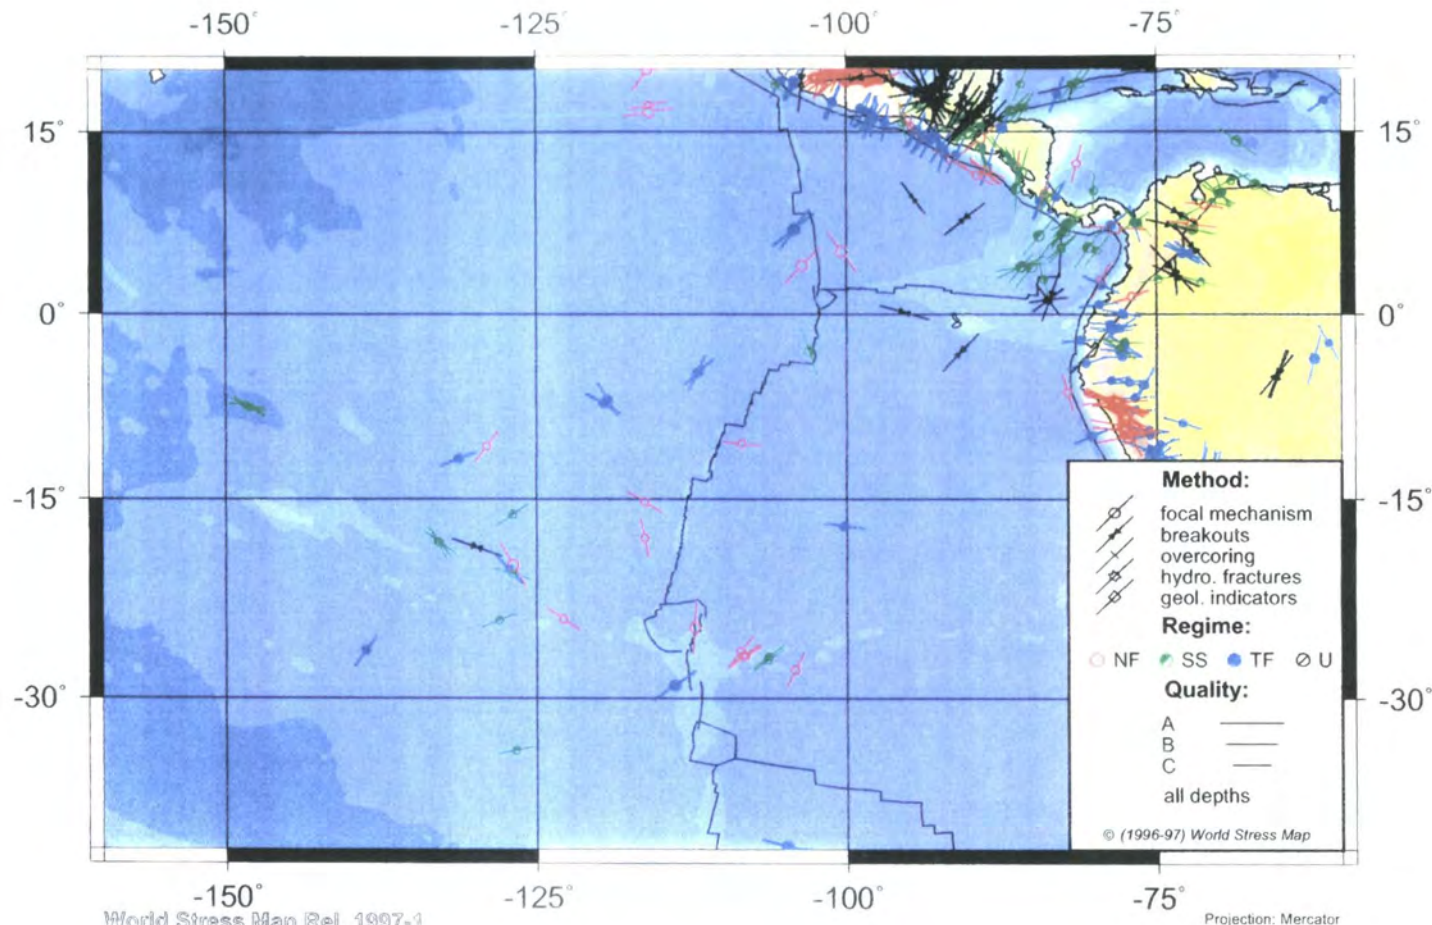 -150° -125° -100° -75°
15° 15°
0° 0°
-15° -15°
-30° -30°
Method:
focal mechanism
breakouts
overcoring
hydro. fractures
geol. indicators
Regime:
NF SS TF U
Quality:
A
B
C
all depths
© (1996-97) World Stress Map
-150° -125° -100° -75°
World Stress Map Rel. 1997-1
Projection: Mercator